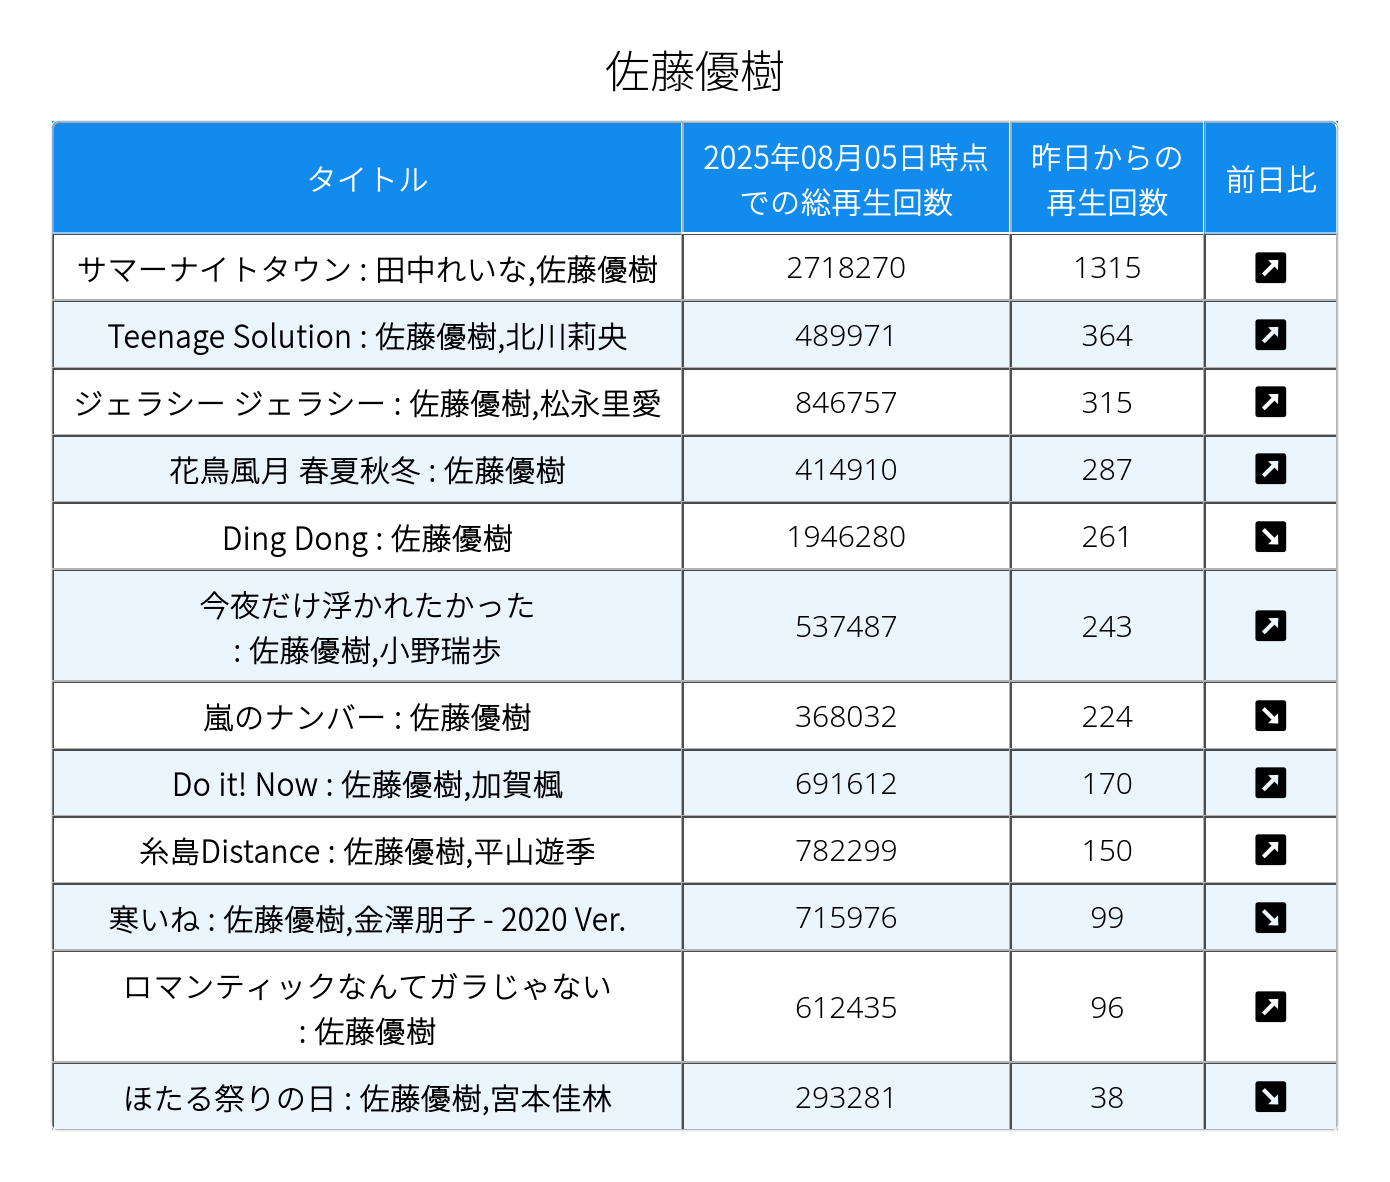 佐藤優樹
タイトル
2025年08月05日時点
での総再生回数
昨日からの
再生回数
前日比
サマーナイトタウン : 田中れいな,佐藤優樹 2718270 1315
Teenage Solution : 佐藤優樹,北川莉央 489971 364
ジェラシー ジェラシー : 佐藤優樹,松永里愛 846757 315
花鳥風月 春夏秋冬 : 佐藤優樹 414910 287
Ding Dong : 佐藤優樹 1946280 261
今夜だけ浮かれたかった
: 佐藤優樹,小野瑞歩 537487 243
嵐のナンバー : 佐藤優樹 368032 224
Do it! Now : 佐藤優樹,加賀楓 691612 170
糸島Distance : 佐藤優樹,平山遊季 782299 150
寒いね : 佐藤優樹,金澤朋子 - 2020 Ver. 715976 99
ロマンティックなんてガラじゃない
: 佐藤優樹 612435 96
ほたる祭りの日 : 佐藤優樹,宮本佳林 293281 38